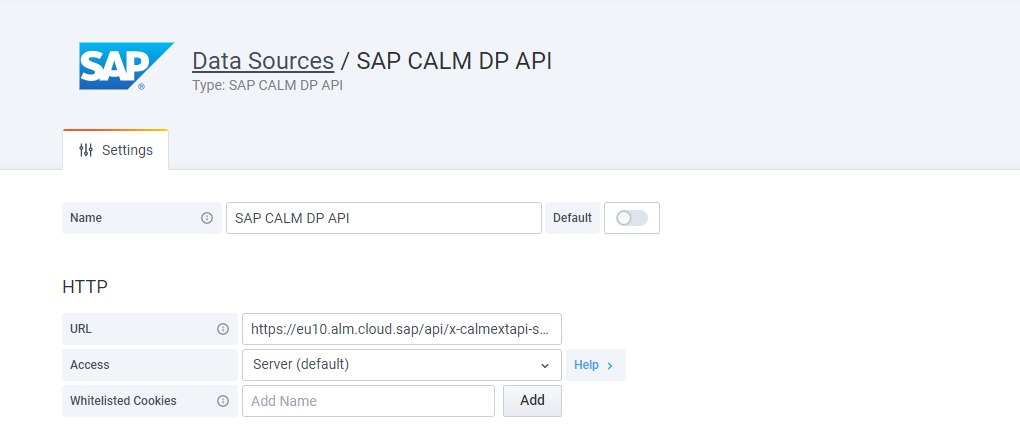 SAP ®
Data Sources / SAP CALM DP API
Type: SAP CALM DP API
Settings
Name SAP CALM DP API Default
HTTP
URL https://eu10.alm.cloud.sap/api/x-calmextapi-s...
Access Server (default) Help >
Whitelisted Cookies Add Name Add